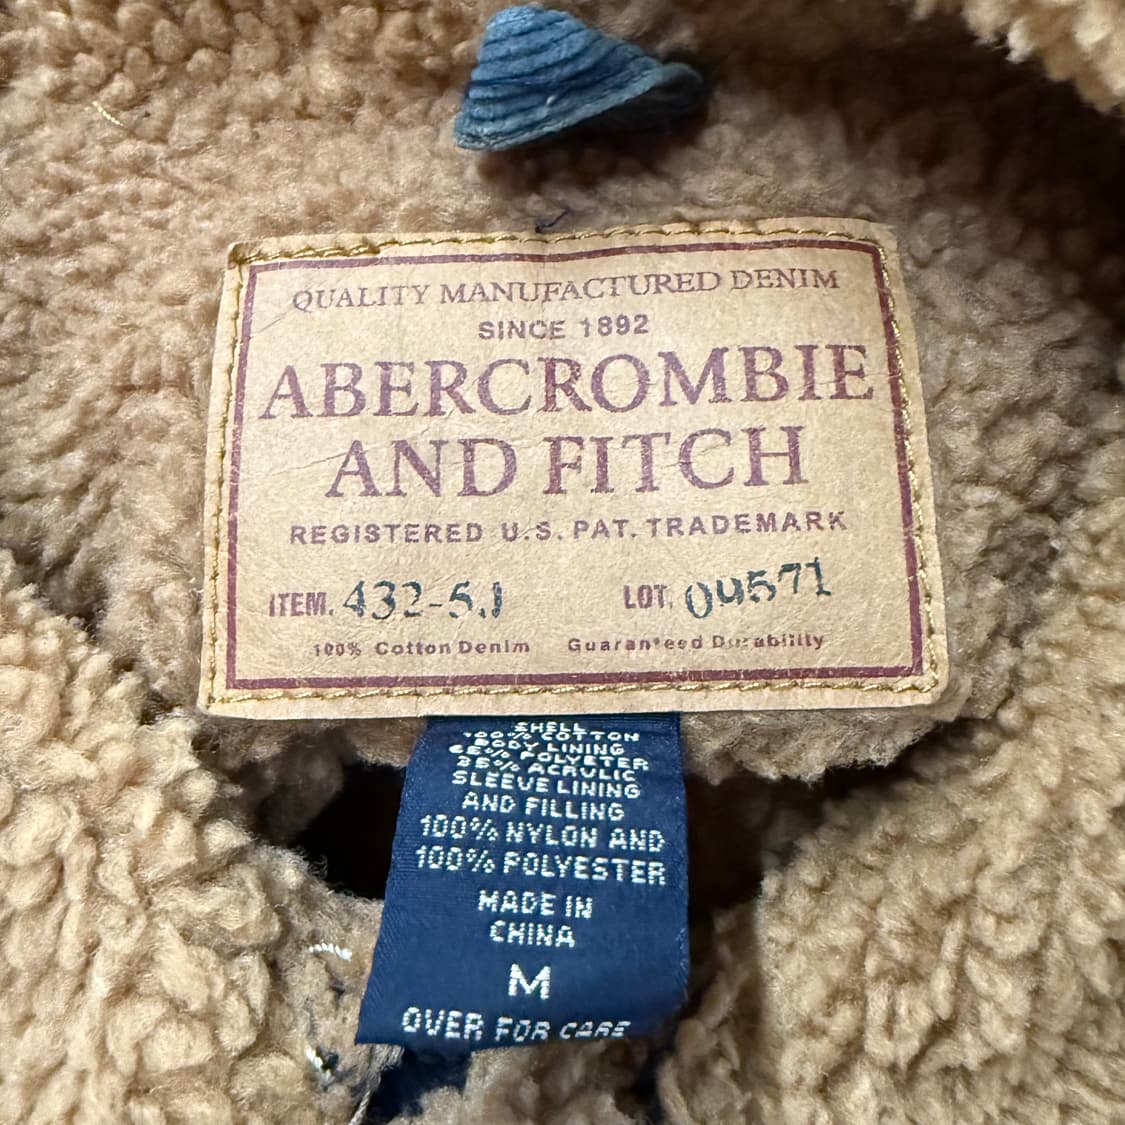 QUALITY MANUFACTURED DENIM
SINCE 1892
ABERCROMBIE
AND FITCH
REGISTERED U.S. PAT. TRADEMARK
ITEM. 432-5J LOT. 04571
100% Cotton Denim Guaranteed Durability
SHELL
100% COTTON
BODY LINING
65% POLYETER
35% ACRYLIC
SLEEVE LINING
AND FILLING
100% NYLON AND
100% POLYESTER
MADE IN
CHINA
M
OVER FOR CARE